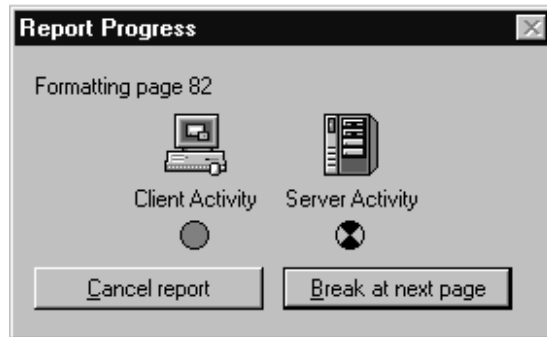 Report Progress
Formatting page 82
Client Activity Server Activity
Cancel report Break at next page